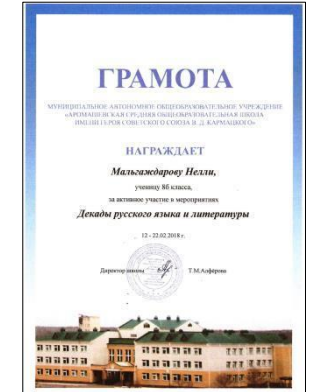 ГРАМОТА
МУНИЦИПАЛЬНОЕ АВТОНОМНОЕ ОБЩЕОБРАЗОВАТЕЛЬНОЕ УЧРЕЖДЕНИЕ
«АРОМАШЕВСКАЯ СРЕДНЯЯ ОБЩЕОБРАЗОВАТЕЛЬНАЯ ШКОЛА
ИМЕНИ ГЕРОЯ СОВЕТСКОГО СОЮЗА В. Д. КАРМАЦКОГО»
НАГРАЖДАЕТ
Мальгаждарову Нелли,
ученицу 8б класса,
за активное участие в мероприятиях
Декады русского языка и литературы
12 - 22.02.2018 г.
Директор школы Т.М.Алферова